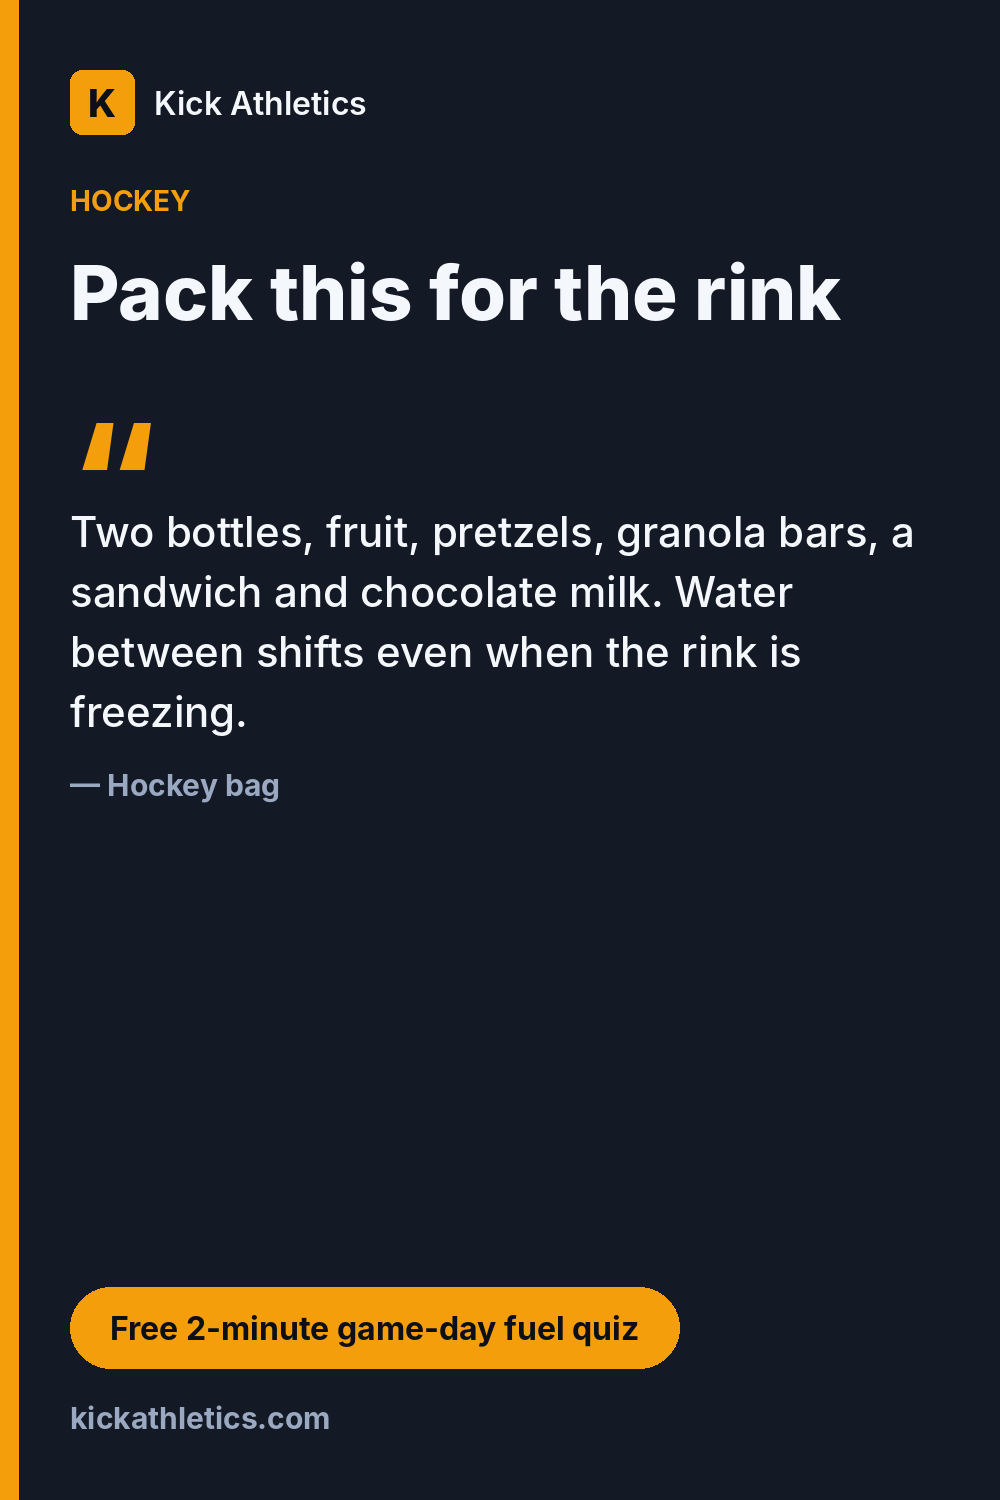 K
Kick Athletics
HOCKEY
Pack this for the rink
"
Two bottles, fruit, pretzels, granola bars, a
sandwich and chocolate milk. Water
between shifts even when the rink is
freezing.
— Hockey bag
Free 2-minute game-day fuel quiz
kickathletics.com